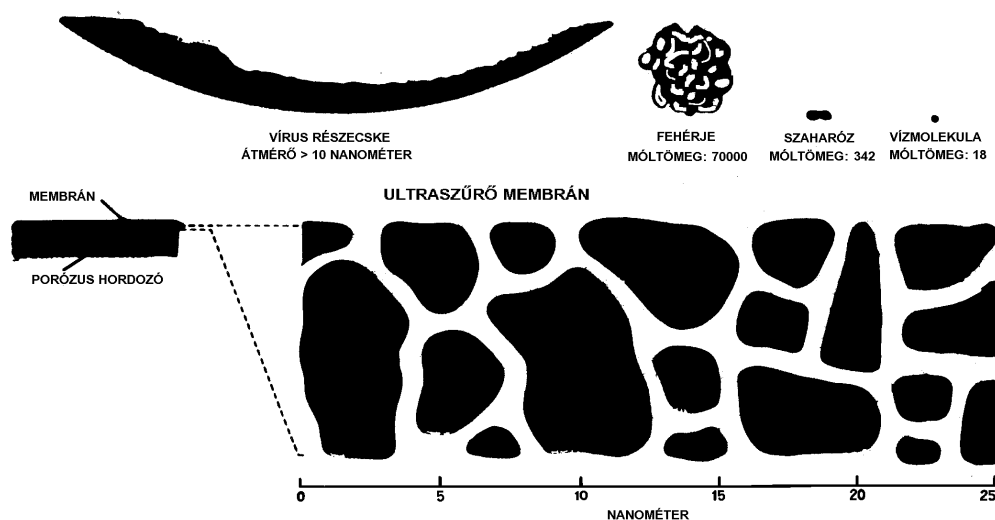 VÍRUS RÉSZECSKE
ÁTMÉRŐ > 10 NANOMÉTER
FEHÉRJE
MÓLTÖMEG: 70000
SZAHARÓZ
MÓLTÖMEG: 342
VÍZMOLEKULA
MÓLTÖMEG: 18
ULTRASZŰRŐ MEMBRÁN
MEMBRÁN
PORÓZUS HORDOZÓ
0 5 10 15 20 25
NANOMÉTER